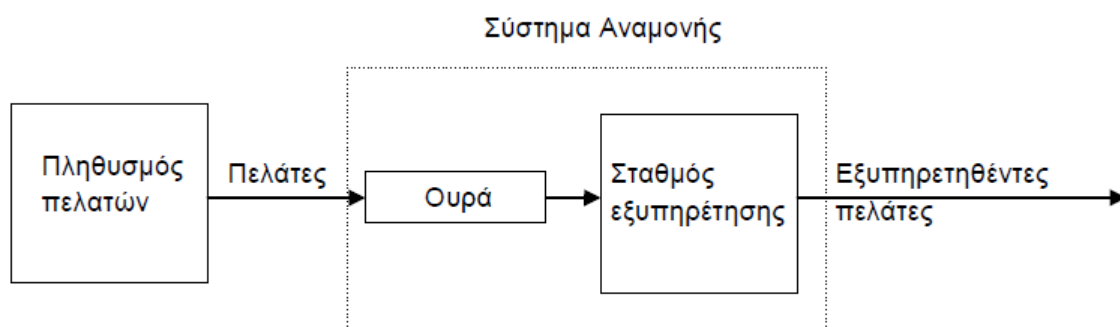 Σύστημα Αναμονής
Πληθυσμός
πελατών
Πελάτες
Ουρά
Σταθμός
εξυπηρέτησης
Εξυπηρετηθέντες
πελάτες